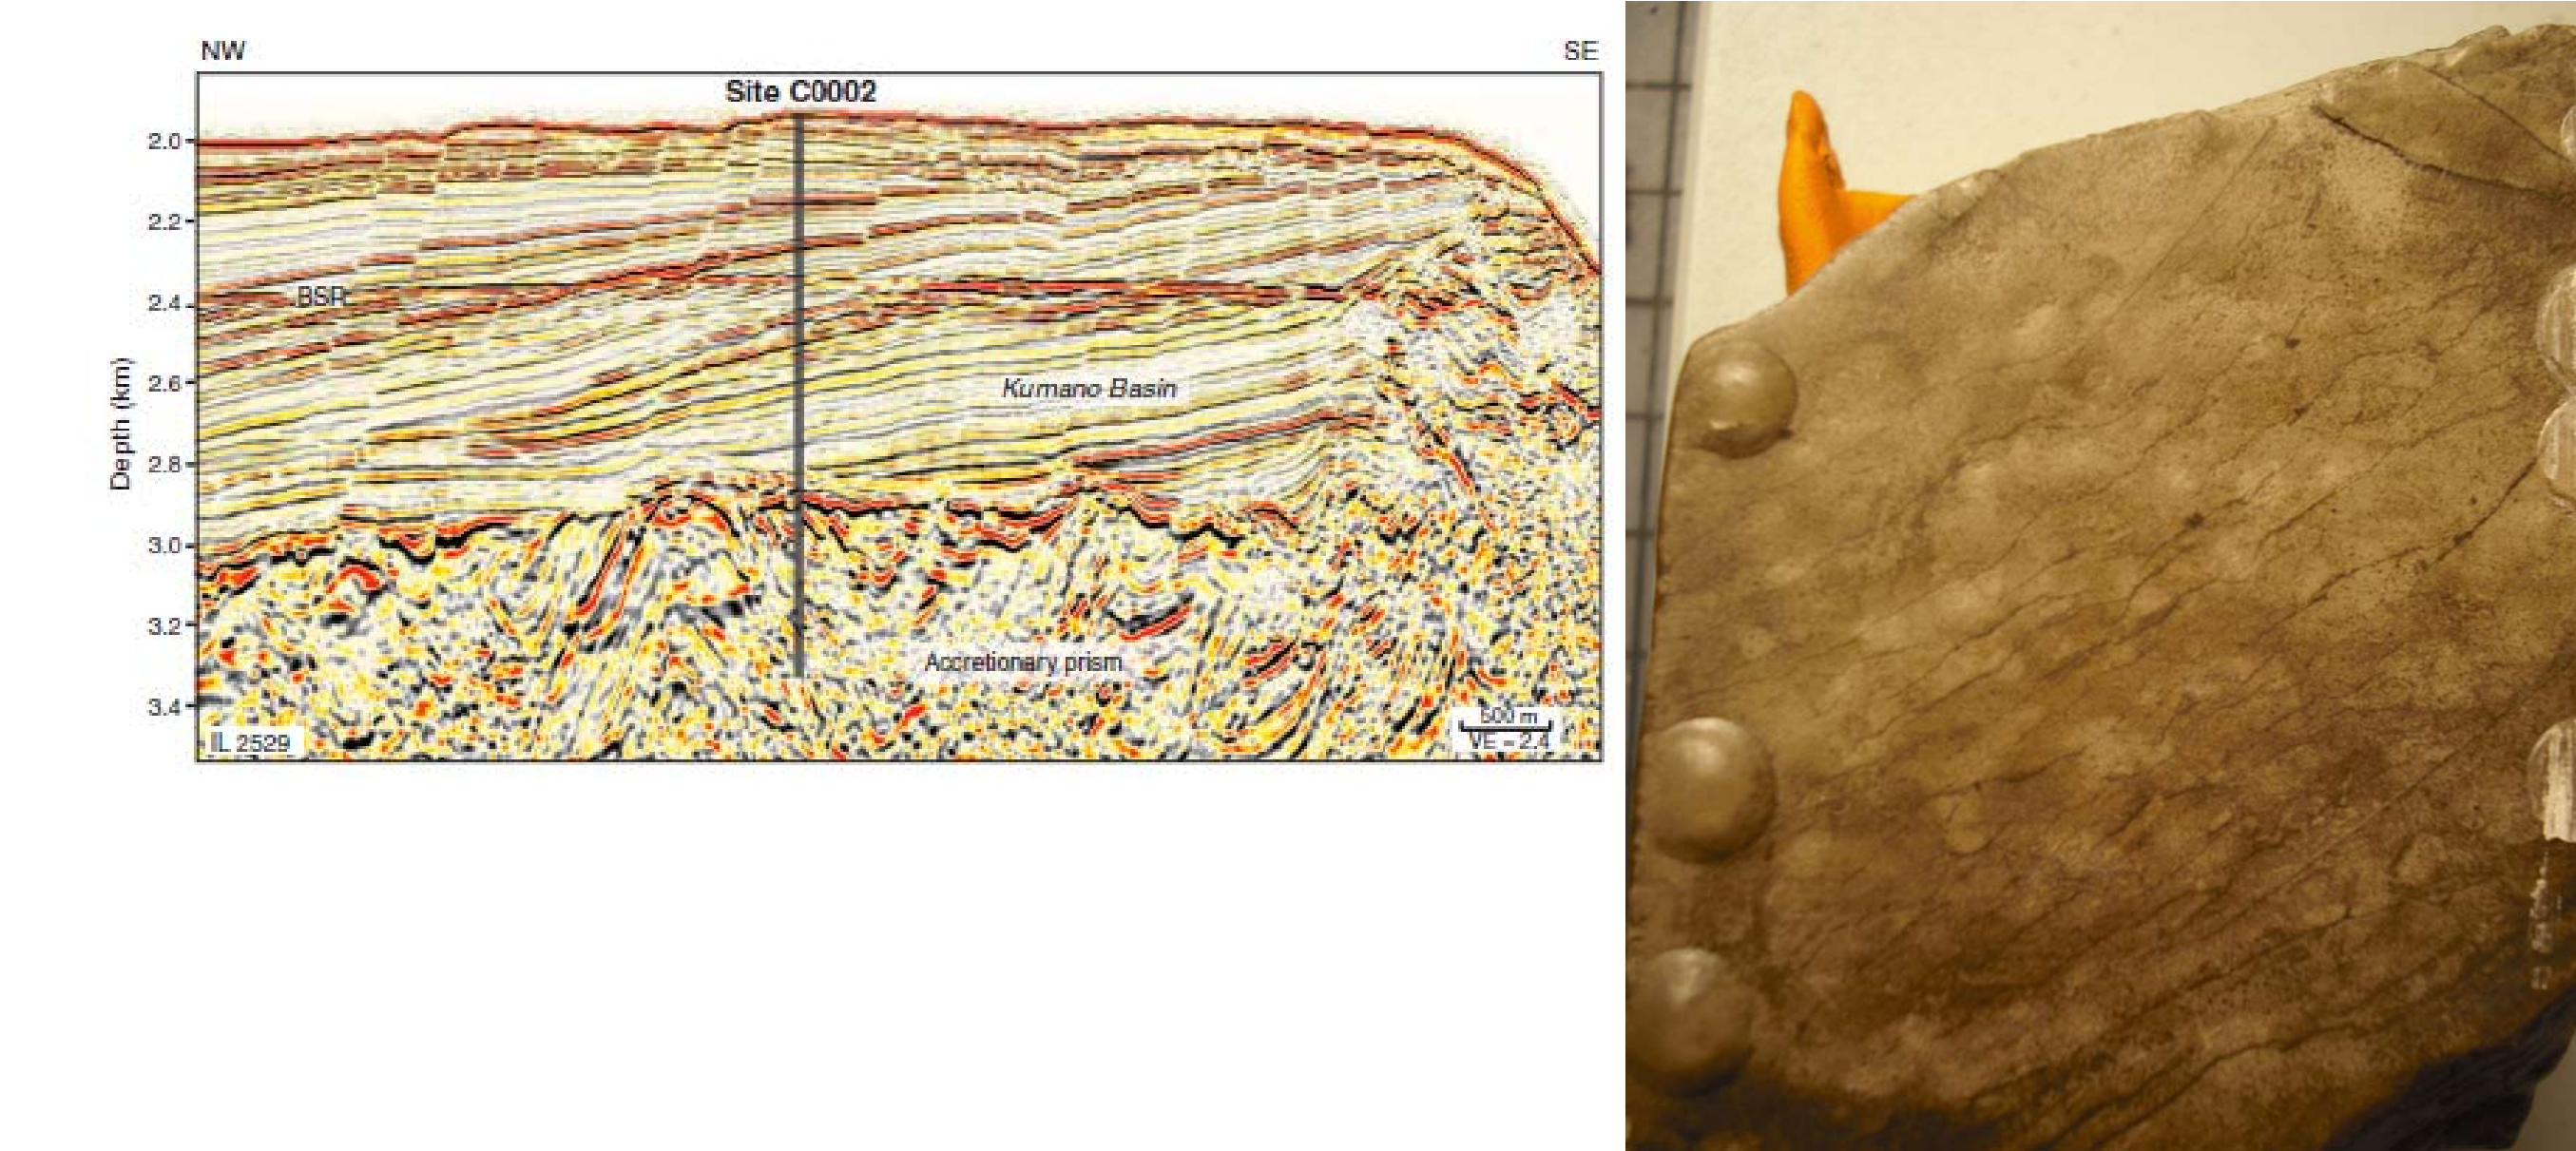 NW
SE
Site C0002
2.0
2.2
BSR
2.4
Kumano Basin
2.6
Depth (km)
2.8
3.0
3.2
Accretionary prism
3.4
500 m
VE = 2.4
IL 2529